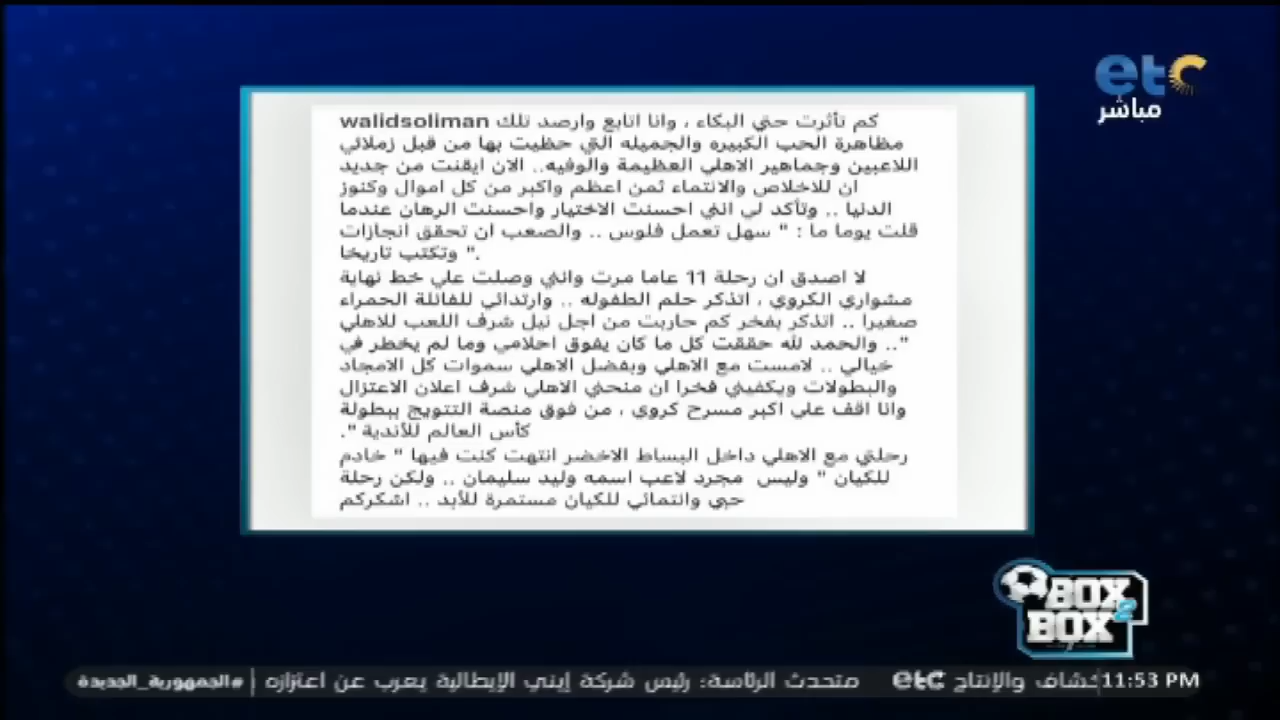 etc
مباشر
walidsoliman كم تأثرت حتي البكاء ، وانا اتابع وارصد تلك
مظاهرة الحب الكبيره والجميله التي حظيت بها من قبل زملائي
اللاعبين وجماهير الاهلي العظيمة والوفيه.. الان ايقنت من جديد
ان للاخلاص والانتماء ثمن اعظم واكبر من كل اموال وكنوز
الدنيا .. وتأكد لي انني احسنت الاختيار واحسنت الرهان عندما
قلت يوما ما : " سهل تعمل فلوس .. والصعب ان تحقق انجازات
وتكتب تاريخا ".
لا اصدق ان رحلة 11 عاما مرت وانني وصلت علي خط نهاية
مشواري الكروي ، اتذكر حلم الطفوله .. وارتدائي للفانلة الحمراء
صغيرا .. اتذكر بفخر كم حاربت من اجل نيل شرف اللعب للاهلي
".. والحمد لله حققت كل ما كان يفوق احلامي وما لم يخطر في
خيالي .. لامست مع الاهلي وبفضل الاهلي سموات كل الامجاد
والبطولات ويكفيني فخرا ان منحني الاهلي شرف اعلان الاعتزال
وانا اقف علي اكبر مسرح كروي ، من فوق منصة التتويج ببطولة
كأس العالم للأندية ".
رحلتي مع الاهلي داخل البساط الاخضر انتهت كنت فيها " خادم
للكيان " وليس مجرد لاعب اسمه وليد سليمان .. ولكن رحلة
حبي وانتمائي للكيان مستمرة للأبد .. اشكركم
BOX
2
BOX
11:53 PM
كشاف والإنتاج etc متحدث الرئاسة: رئيس شركة إيني الإيطالية يعرب عن اعتزازه | #الجمهورية_الجديدة